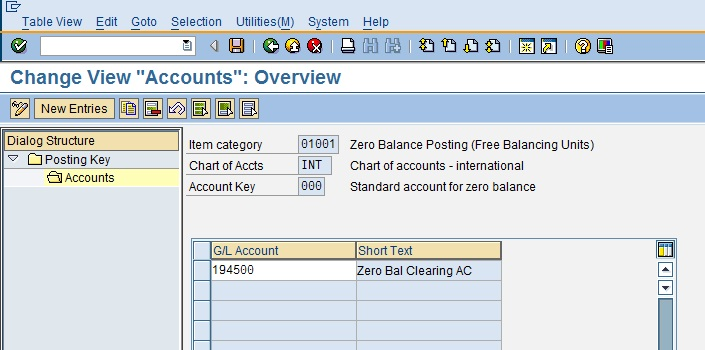 Table View Edit Goto Selection Utilities(M) System Help
Change View "Accounts": Overview
New Entries
Dialog Structure
Posting Key
Accounts
Item category 01001 Zero Balance Posting (Free Balancing Units)
Chart of Accts INT Chart of accounts - international
Account Key 000 Standard account for zero balance
G/L Account Short Text
194500 Zero Bal Clearing AC